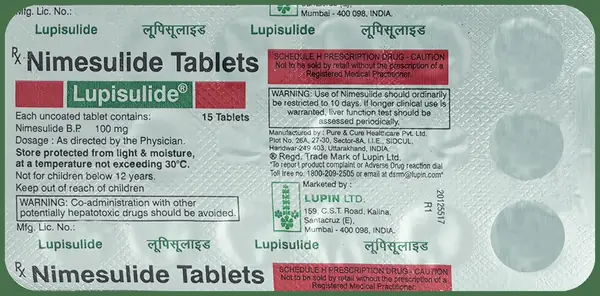 Mfg. Lic. No.:
Mumbai - 400 098, INDIA.
Lupisulide लूपिसूलाइड Lupisulide लूपिसूलाइड
Rx Nimesulide Tablets
Lupisulide®
Each uncoated tablet contains: 15 Tablets
Nimesulide B.P. 100 mg
Dosage : As directed by the Physician.
Store protected from light & moisture,
at a temperature not exceeding 30°C.
Not for children below 12 years.
Keep out of reach of children
WARNING: Co-administration with other
potentially hepatotoxic drugs should be avoided.
Mfg. Lic. No.:
SCHEDULE H PRESCRIPTION DRUG - CAUTION
Not to be sold by retail without the prescription of a
Registered Medical Practitioner.
WARNING: Use of Nimesulide should ordinarily
be restricted to 10 days. If longer clinical use is
warranted, liver function test should be
assessed periodically.
Manufactured by : Pure & Cure Healthcare Pvt. Ltd.
Plot No. 26A, 27-30, Sector-8A, I.I.E., SIDCUL,
Haridwar-249 403, Uttarakhand, INDIA.
® Regd. Trade Mark of Lupin Ltd.
*To report product complaint or Adverse Drug reaction dial
Toll free no. 1800-209-2505 or email at dsrm@lupin.com*
Marketed by :
LUPIN LTD.
159, C.S.T. Road, Kalina,
Santacruz (E),
Mumbai - 400 098, INDIA.
LUPIN
20125517
R1
Lupisulide लूपिसूलाइड Lupisulide लूपिसूलाइड
Rx Nimesulide Tablets
SCHEDULE H PRESCRIPTION DRUG - CAUTION
Not to be sold by retail without the prescription of a
Registered Medical Practitioner.